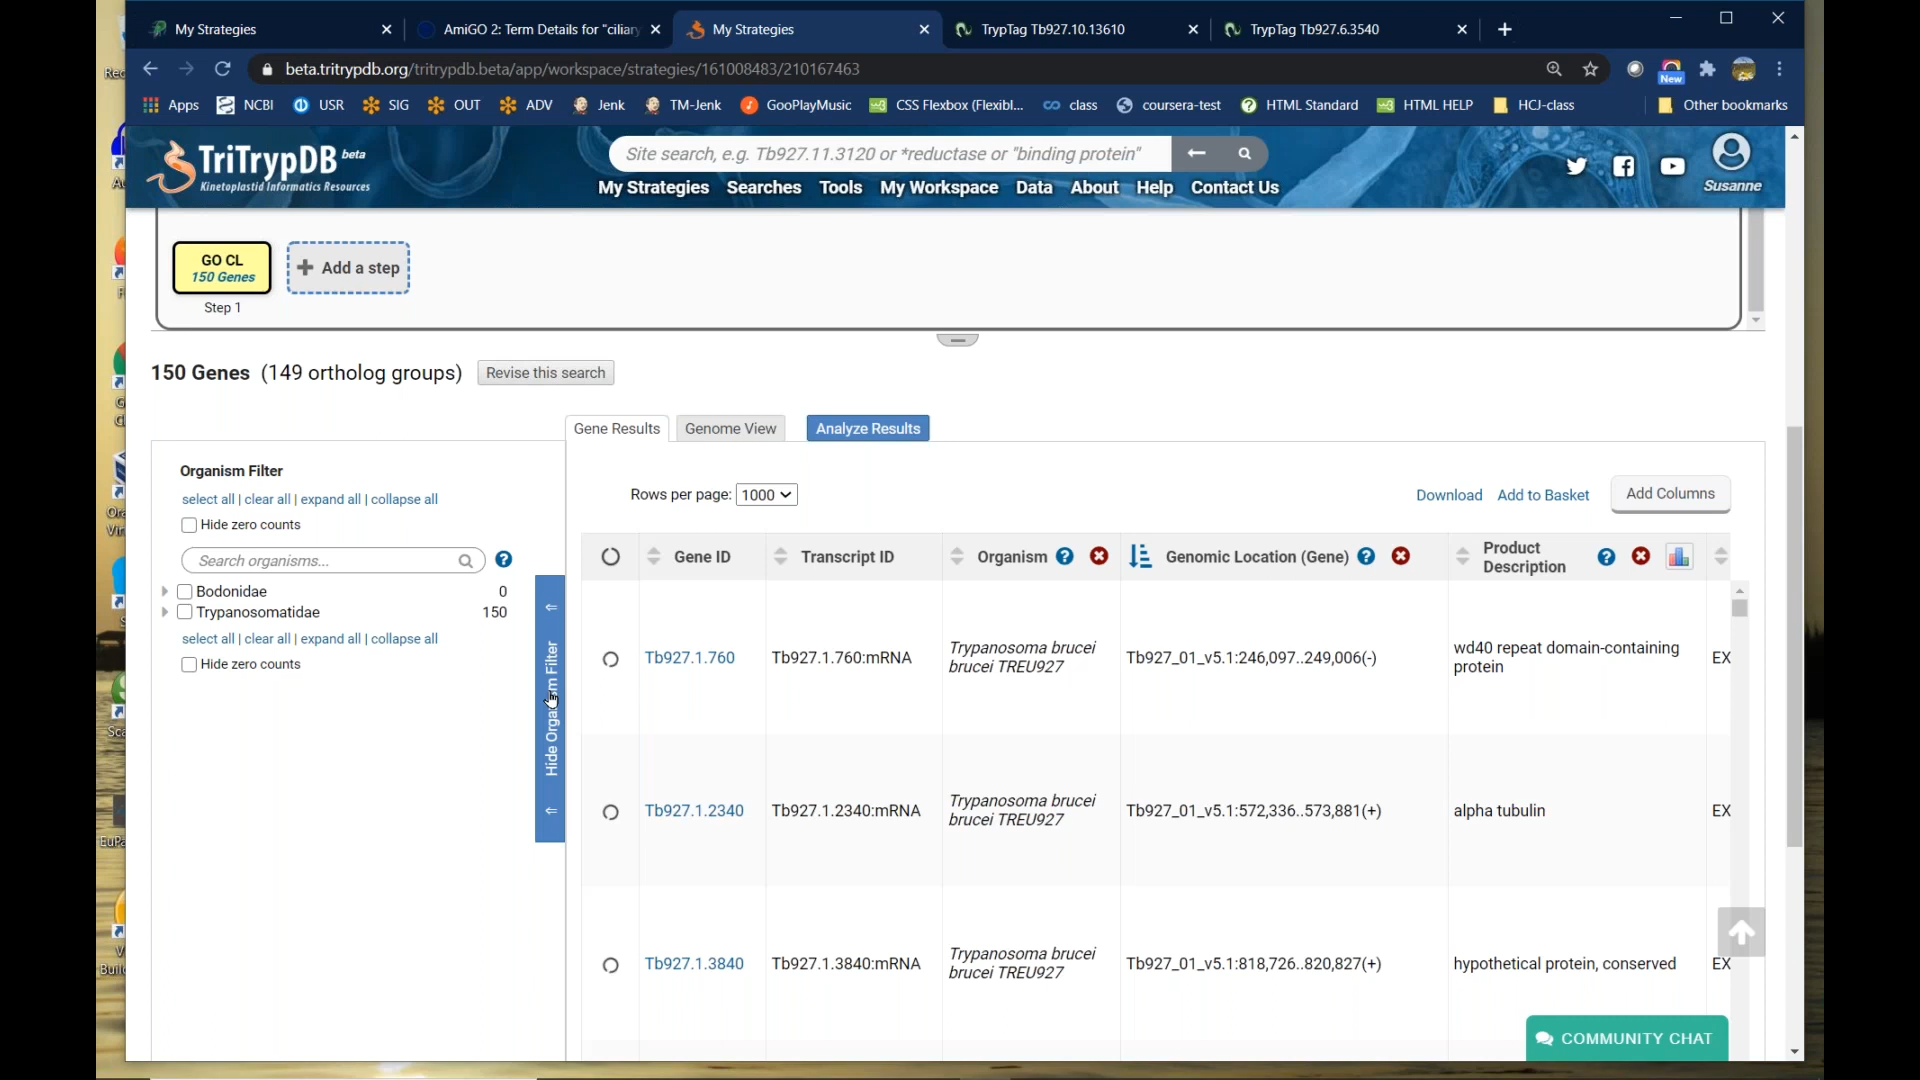 My Strategies
AmiGO 2: Term Details for "ciliary
My Strategies
TrypTag Tb927.10.13610
TrypTag Tb927.6.3540
beta.tritrypdb.org/tritrypdb.beta/app/workspace/strategies/161008483/210167463
New
Apps NCBI USR SIG OUT ADV Jenk TM-Jenk GooPlayMusic CSS Flexbox (Flexibl... class coursera-test HTML Standard HTML HELP HCJ-class Other bookmarks
TriTrypDB beta
Kinetoplastid Informatics Resources
Site search, e.g. Tb927.11.3120 or *reductase or "binding protein"
My Strategies Searches Tools My Workspace Data About Help Contact Us
Susanne
GO CL
150 Genes
Add a step
Step 1
150 Genes (149 ortholog groups) Revise this search
Gene Results Genome View Analyze Results
Organism Filter
select all | clear all | expand all | collapse all
Hide zero counts
Search organisms...
Bodonidae 0
Trypanosomatidae 150
select all | clear all | expand all | collapse all
Hide zero counts
Hide Organism Filter
Rows per page: 1000
Download Add to Basket Add Columns
Gene ID Transcript ID Organism Genomic Location (Gene) Product Description
Tb927.1.760 Tb927.1.760:mRNA Trypanosoma brucei brucei TREU927 Tb927_01_v5.1:246,097..249,006(-) wd40 repeat domain-containing protein EX
Tb927.1.2340 Tb927.1.2340:mRNA Trypanosoma brucei brucei TREU927 Tb927_01_v5.1:572,336..573,881(+) alpha tubulin EX
Tb927.1.3840 Tb927.1.3840:mRNA Trypanosoma brucei brucei TREU927 Tb927_01_v5.1:818,726..820,827(+) hypothetical protein, conserved EX
COMMUNITY CHAT